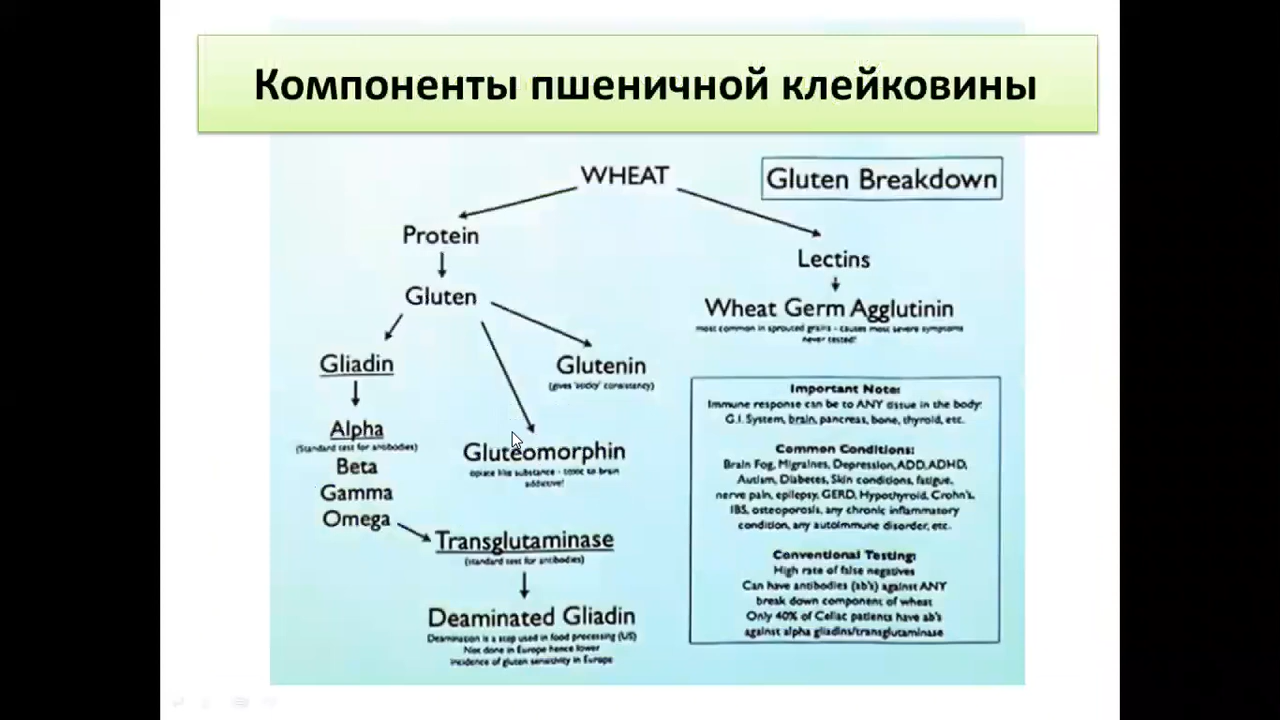 Компоненты пшеничной клейковины
WHEAT
Gluten Breakdown
Protein
Lectins
Gluten
Wheat Germ Agglutinin
most common in sprouted grains - causes most severe symptoms
never tested!
Gliadin
Glutenin
(gives 'sticky' consistency)
Alpha
(Standard test for antibodies)
Beta
Gamma
Omega
Gluteomorphin
opiate like substance - toxic to brain
addictive!
Transglutaminase
(standard test for antibodies)
Deaminated Gliadin
Deamination is a step used in food processing (US)
Not done in Europe hence lower
incidence of gluten sensitivity in Europe
Important Note:
Immune response can be to ANY tissue in the body:
G.I. System, brain, pancreas, bone, thyroid, etc.
Common Conditions:
Brain Fog, Migraines, Depression, ADD, ADHD,
Autism, Diabetes, Skin conditions, fatigue,
nerve pain, epilepsy, GERD, Hypothyroid, Crohn's,
IBS, osteoporosis, any chronic inflammatory
condition, any autoimmune disorder, etc.
Conventional Testing:
High rate of false negatives
Can have antibodies (ab's) against ANY
break down component of wheat
Only 40% of Celiac patients have ab's
against alpha gliadins/transglutaminase